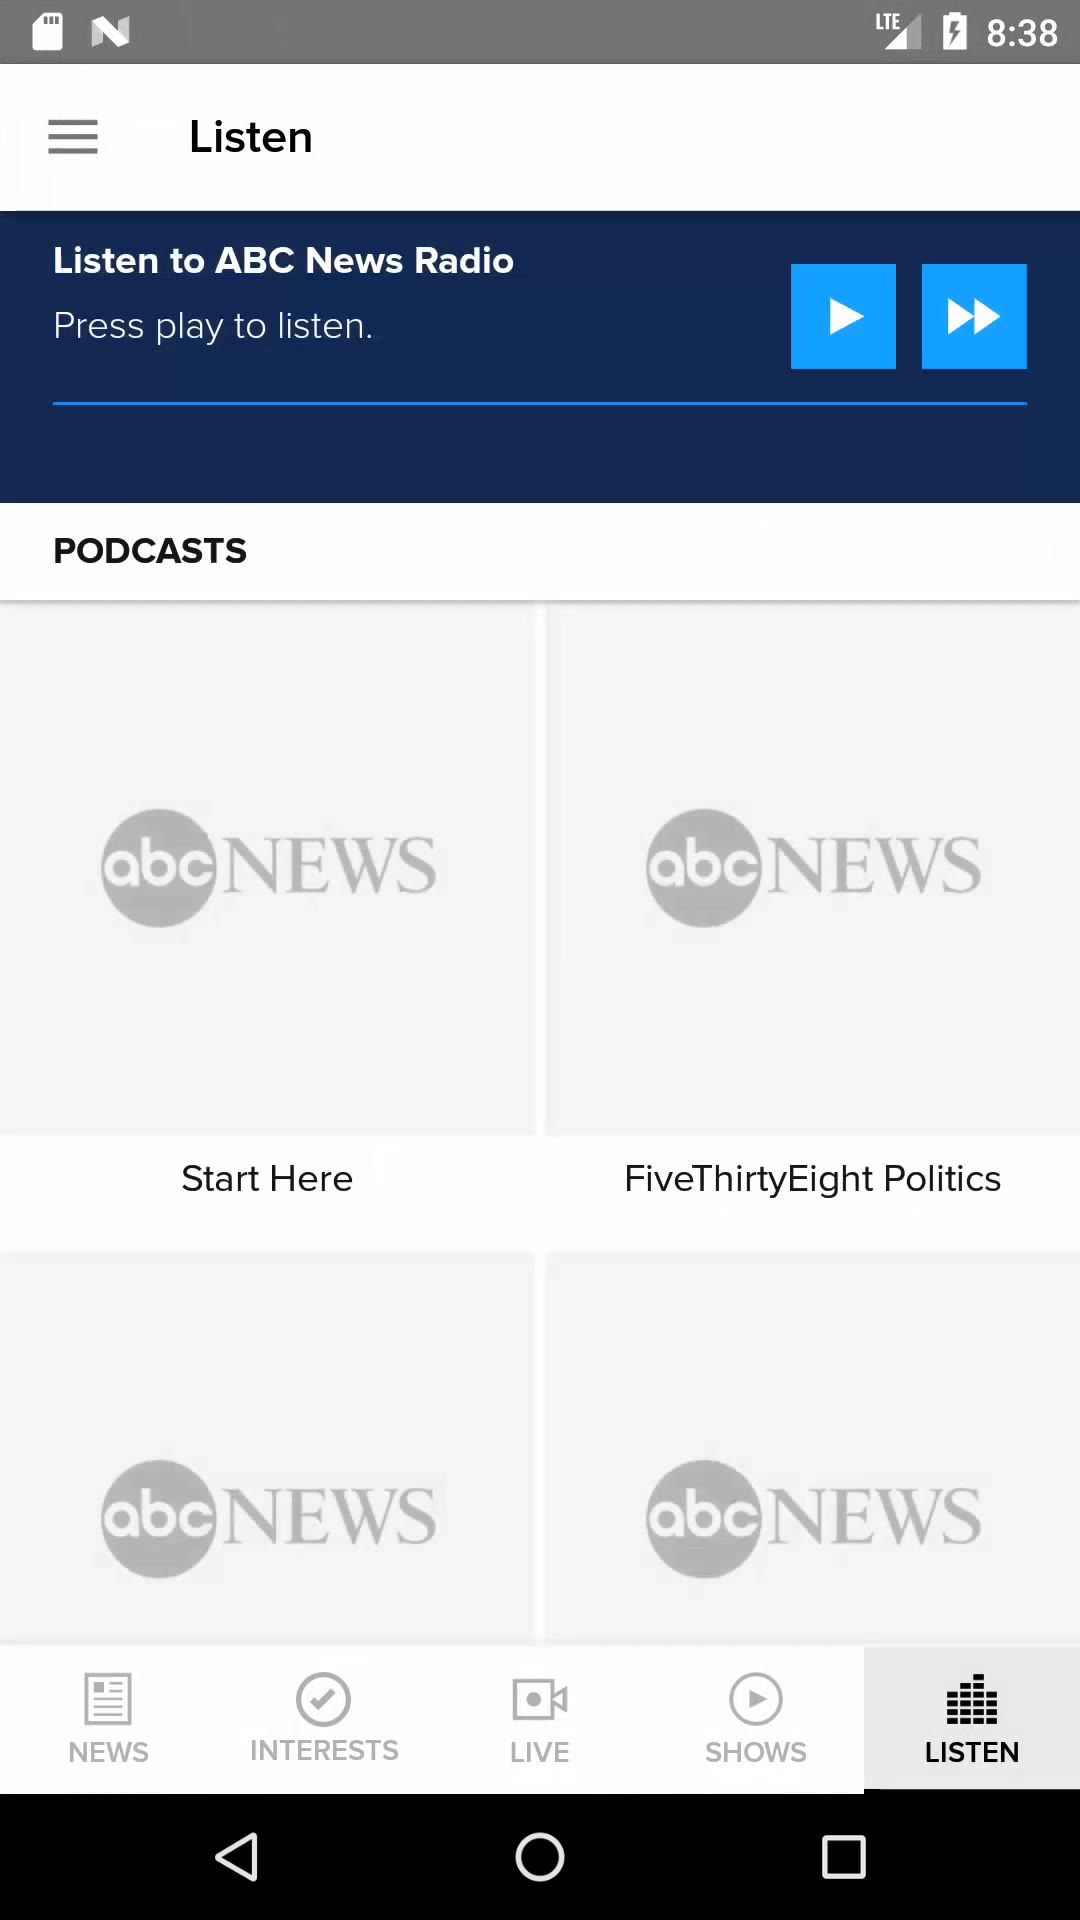 LTE 8:38
Listen
Listen to ABC News Radio
Press play to listen.
PODCASTS
abc NEWS
abc NEWS
Start Here
FiveThirtyEight Politics
abc NEWS
abc NEWS
NEWS
INTERESTS
LIVE
SHOWS
LISTEN